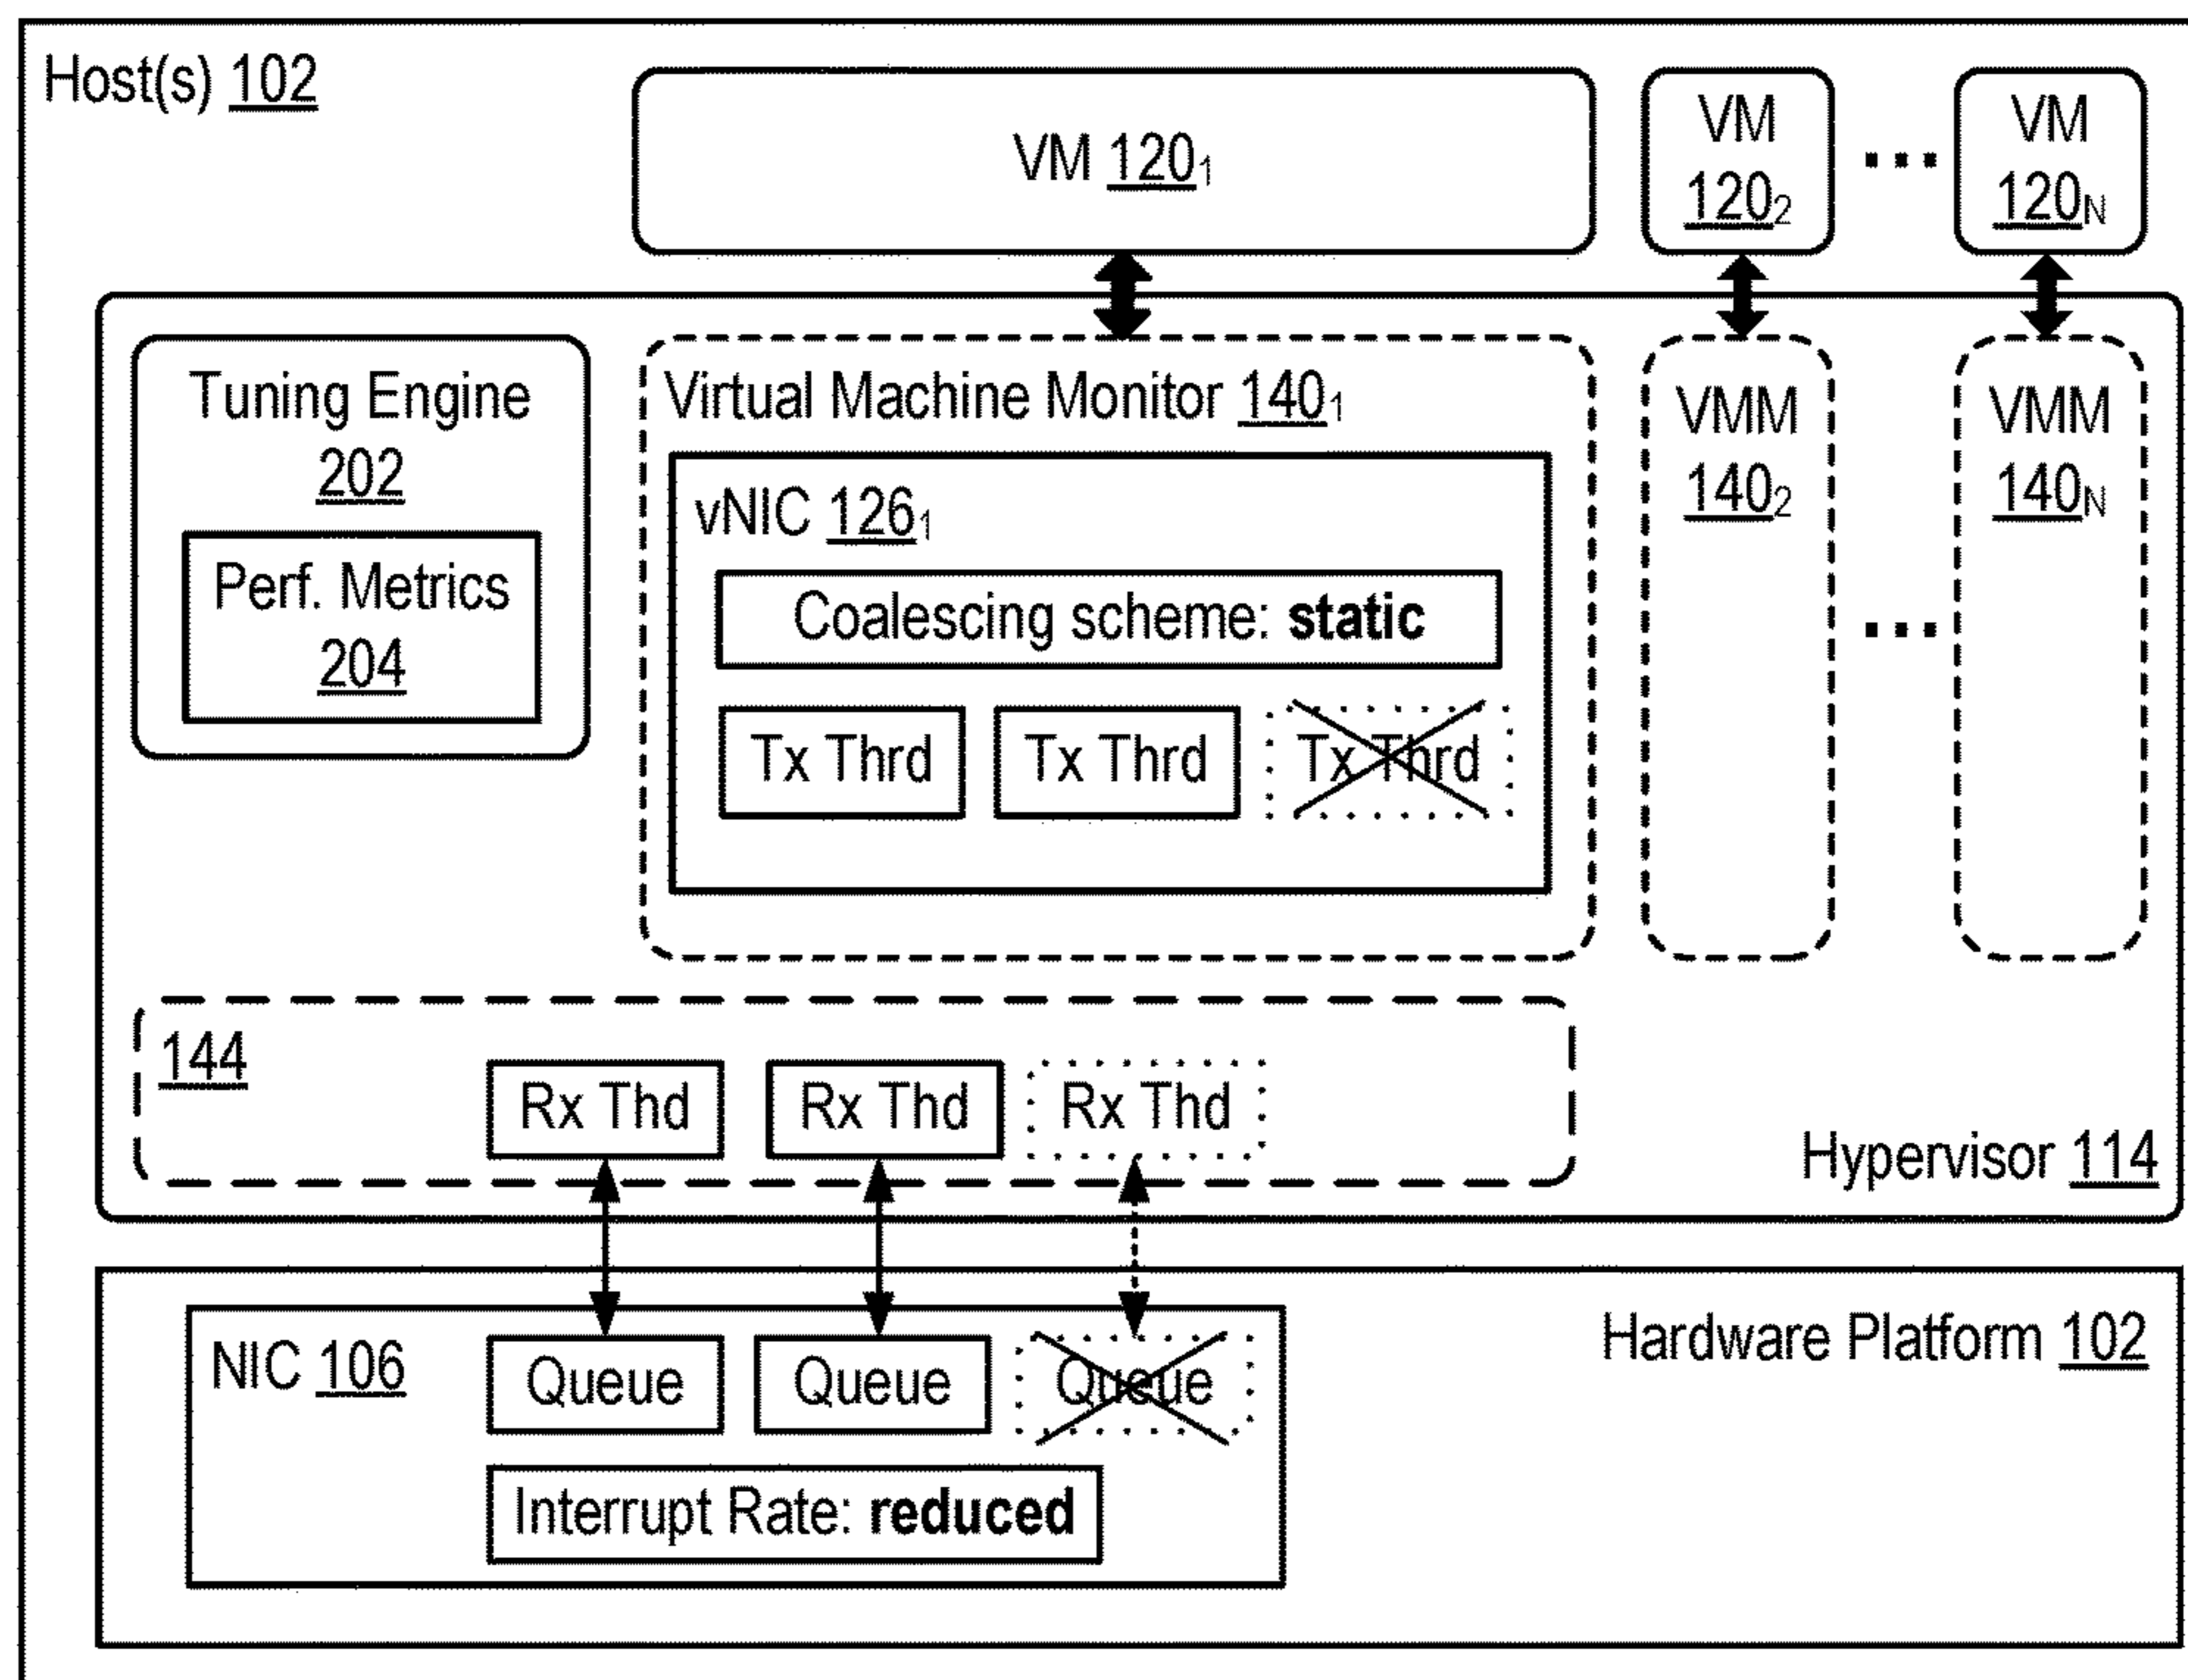 Host(s) 102
VM 120₁
VM
120₂
...
VM
120N
Tuning Engine
202
Perf. Metrics
204
Virtual Machine Monitor 140₁
vNIC 126₁
Coalescing scheme: static
Tx Thrd
Tx Thrd
Tx Thrd
VMM
140₂
...
VMM
140N
144
Rx Thd
Rx Thd
Rx Thd
Hypervisor 114
NIC 106
Queue
Queue
Queue
Interrupt Rate: reduced
Hardware Platform 102